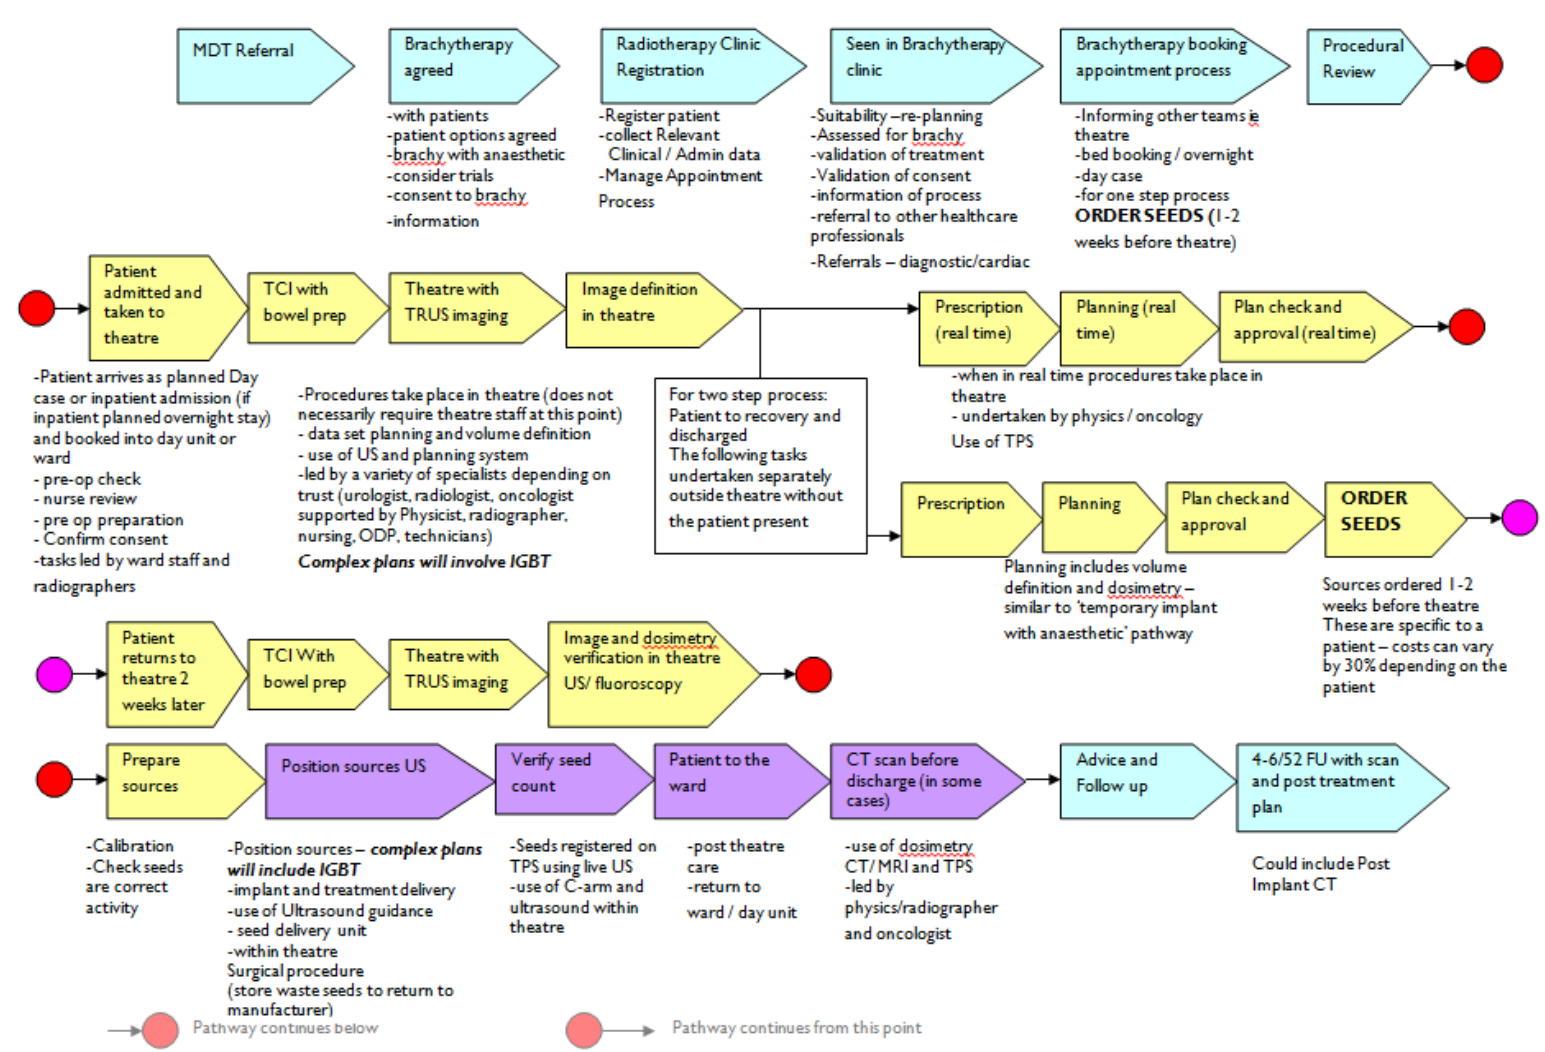 MDT Referral
Brachytherapy
agreed
Radiotherapy Clinic
Registration
Seen in Brachytherapy
clinic
Brachytherapy booking
appointment process
Procedural
Review
-with patients
-patient options agreed
-brachy with anaesthetic
-consider trials
-consent to brachy
-information
-Register patient
-collect Relevant
Clinical / Admin data
-Manage Appointment
Process
-Suitability –re-planning
-Assessed for brachy
-validation of treatment
-Validation of consent
-information of process
-referral to other healthcare
professionals
-Referrals – diagnostic/cardiac
-Informing other teams ie
theatre
-bed booking / overnight
-day case
-for one step process
ORDER SEEDS (1-2
weeks before theatre)
Patient
admitted and
taken to
theatre
TCI with
bowel prep
Theatre with
TRUS imaging
Image definition
in theatre
Prescription
(real time)
Planning (real
time)
Plan check and
approval (real time)
-Patient arrives as planned Day
case or inpatient admission (if
inpatient planned overnight stay)
and booked into day unit or
ward
- pre-op check
- nurse review
- pre op preparation
- Confirm consent
-tasks led by ward staff and
radiographers
-Procedures take place in theatre (does not
necessarily require theatre staff at this point)
- data set planning and volume definition
- use of US and planning system
-led by a variety of specialists depending on
trust (urologist, radiologist, oncologist
supported by Physicist, radiographer,
nursing, ODP, technicians)
Complex plans will involve IGBT
For two step process:
Patient to recovery and
discharged
The following tasks
undertaken separately
outside theatre without
the patient present
-when in real time procedures take place in
theatre
- undertaken by physics / oncology
Use of TPS
Prescription
Planning
Plan check and
approval
ORDER
SEEDS
Planning includes volume
definition and dosimetry –
similar to 'temporary implant
with anaesthetic' pathway
Sources ordered 1-2
weeks before theatre
These are specific to a
patient – costs can vary
by 30% depending on the
patient
Patient
returns to
theatre 2
weeks later
TCI With
bowel prep
Theatre with
TRUS imaging
Image and dosimetry
verification in theatre
US/ fluoroscopy
Prepare
sources
Position sources US
Verify seed
count
Patient to the
ward
CT scan before
discharge (in some
cases)
Advice and
Follow up
4-6/52 FU with scan
and post treatment
plan
-Calibration
-Check seeds
are correct
activity
-Position sources – complex plans
will include IGBT
-implant and treatment delivery
-use of Ultrasound guidance
- seed delivery unit
-within theatre
Surgical procedure
(store waste seeds to return to
manufacturer)
-Seeds registered on
TPS using live US
-use of C-arm and
ultrasound within
theatre
-post theatre
care
-return to
ward / day unit
-use of dosimetry
CT/ MRI and TPS
-led by
physics/radiographer
and oncologist
Could include Post
Implant CT
Pathway continues below
Pathway continues from this point